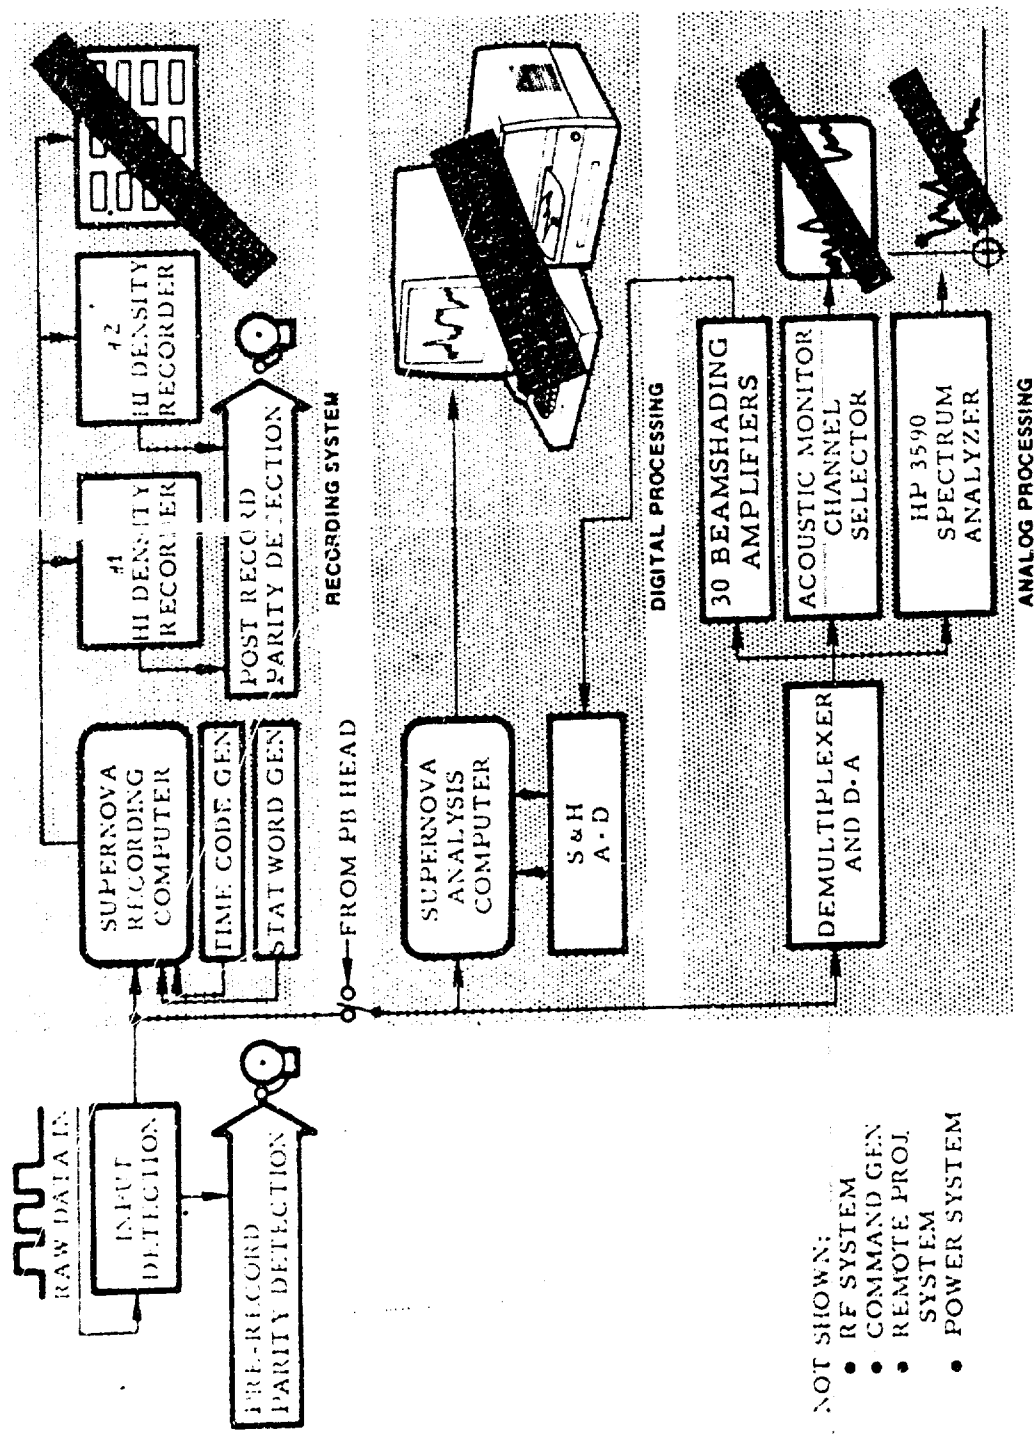 RAW DATA IN
INPUT
DETECTION
PRE-RECORD
PARITY DETECTION
SUPERNOVA
RECORDING
COMPUTER
TIME CODE GEN
STAT WORD GEN
#1
HI DENSITY
RECORDER
#2
HI DENSITY
RECORDER
POST RECORD
PARITY DETECTION
RECORDING SYSTEM
FROM PB HEAD
SUPERNOVA
ANALYSIS
COMPUTER
S & H
A - D
DIGITAL PROCESSING
DEMULTIPLEXER
AND D-A
30 BEAMSHADING
AMPLIFIERS
ACOUSTIC MONITOR
CHANNEL
SELECTOR
HP 3590
SPECTRUM
ANALYZER
ANALOG PROCESSING
NOT SHOWN:
• RF SYSTEM
• COMMAND GEN
• REMOTE PROJ.
SYSTEM
• POWER SYSTEM